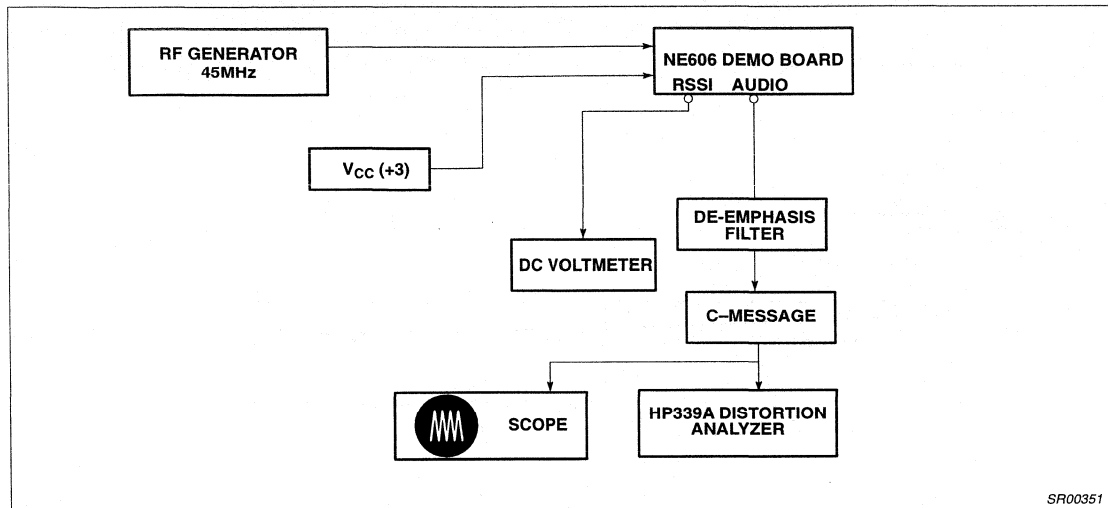 RF GENERATOR
45MHz
NE606 DEMO BOARD
RSSI AUDIO
VCC (+3)
DE-EMPHASIS
FILTER
DC VOLTMETER
C–MESSAGE
SCOPE
HP339A DISTORTION
ANALYZER
SR00351